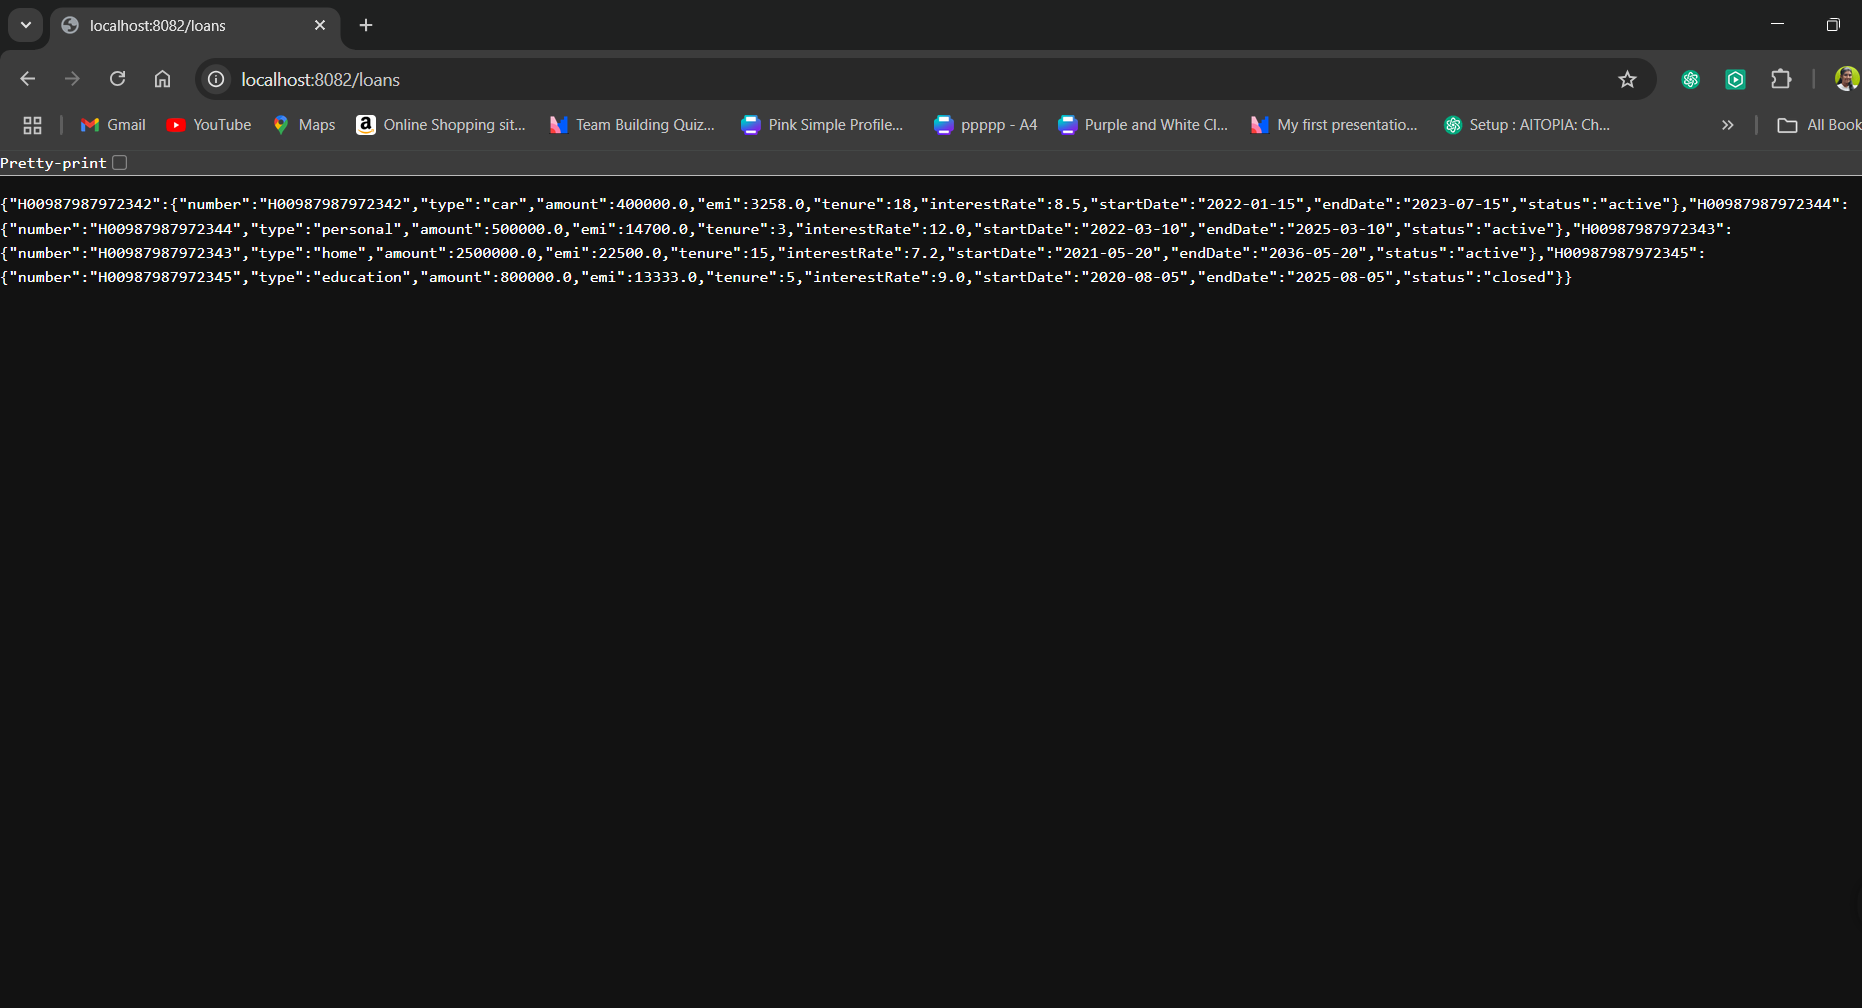 localhost:8082/loans
localhost:8082/loans
Gmail YouTube Maps Online Shopping sit... Team Building Quiz... Pink Simple Profile... ppppp - A4 Purple and White Cl... My first presentatio... Setup : AITOPIA: Ch... » All Book
Pretty-print
{"H00987987972342":{"number":"H00987987972342","type":"car","amount":400000.0,"emi":3258.0,"tenure":18,"interestRate":8.5,"startDate":"2022-01-15","endDate":"2023-07-15","status":"active"},"H00987987972344":
{"number":"H00987987972344","type":"personal","amount":500000.0,"emi":14700.0,"tenure":3,"interestRate":12.0,"startDate":"2022-03-10","endDate":"2025-03-10","status":"active"},"H00987987972343":
{"number":"H00987987972343","type":"home","amount":2500000.0,"emi":22500.0,"tenure":15,"interestRate":7.2,"startDate":"2021-05-20","endDate":"2036-05-20","status":"active"},"H00987987972345":
{"number":"H00987987972345","type":"education","amount":800000.0,"emi":13333.0,"tenure":5,"interestRate":9.0,"startDate":"2020-08-05","endDate":"2025-08-05","status":"closed"}}